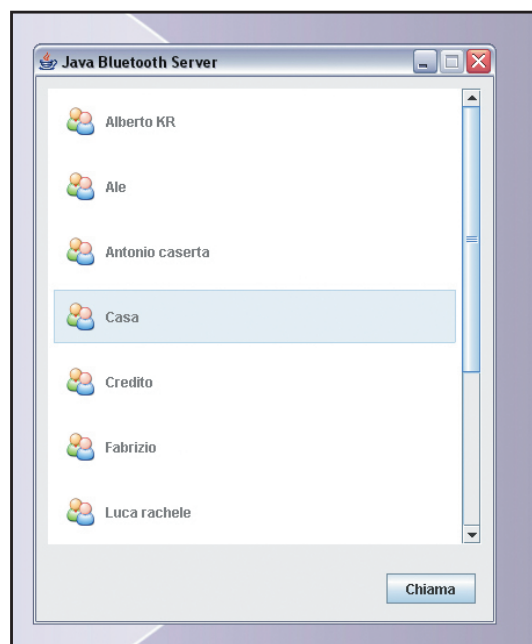 Java Bluetooth Server
Alberto KR
Ale
Antonio caserta
Casa
Credito
Fabrizio
Luca rachele
Chiama